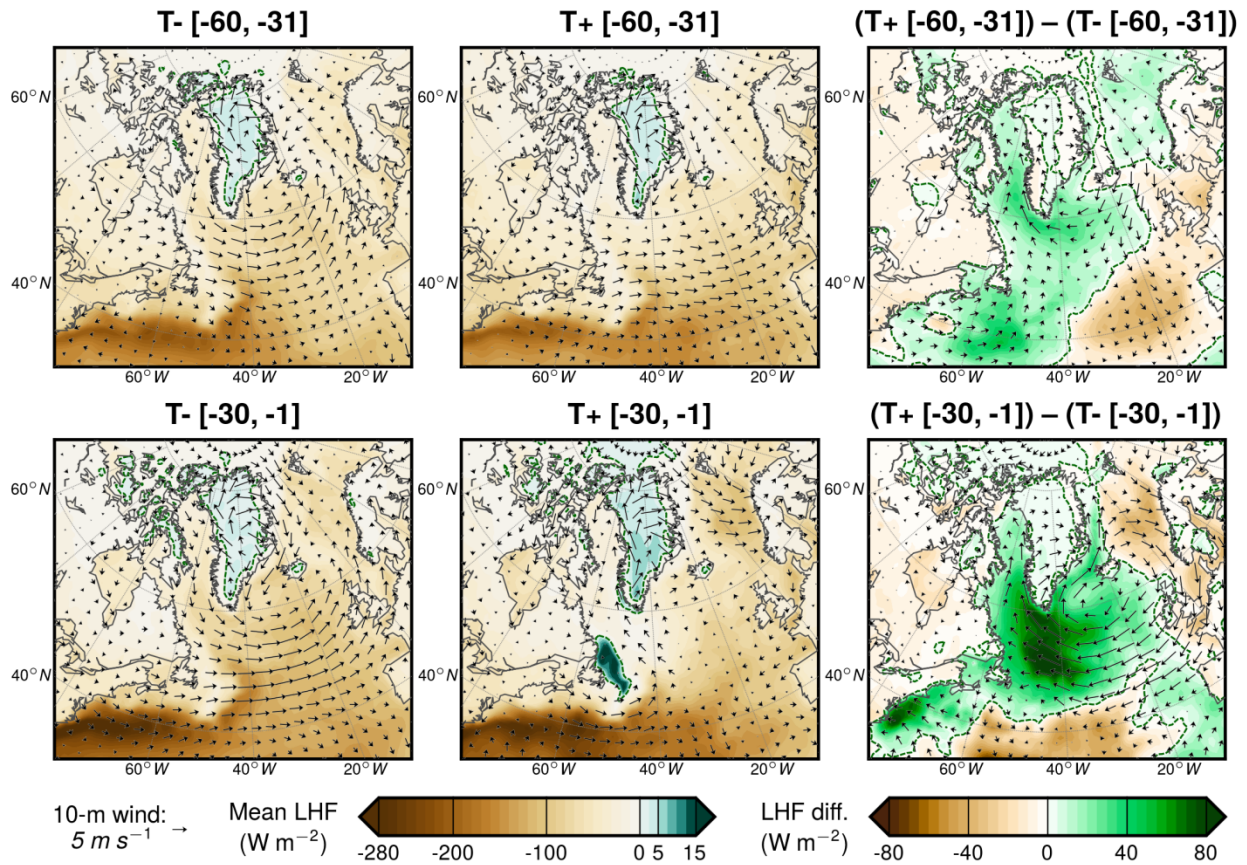 T- [-60, -31]
T+ [-60, -31]
(T+ [-60, -31]) – (T- [-60, -31])
60° N
60° N
60° N
40° N
40° N
40° N
60° W
40° W
20° W
60° W
40° W
20° W
60° W
40° W
20° W
T- [-30, -1]
T+ [-30, -1]
(T+ [-30, -1]) – (T- [-30, -1])
60° N
60° N
60° N
40° N
40° N
40° N
60° W
40° W
20° W
60° W
40° W
20° W
60° W
40° W
20° W
10-m wind:
5 m s⁻¹ →
Mean LHF
(W m⁻²)
-280
-200
-100
0
5
15
LHF diff.
(W m⁻²)
-80
-40
0
40
80